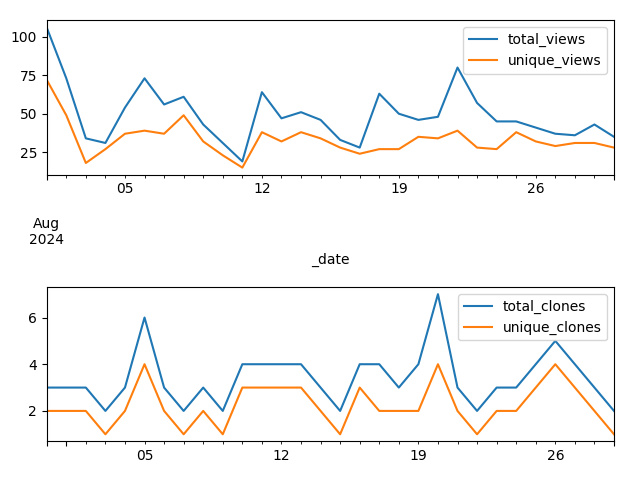 100
75
50
25
total_views
unique_views
05 12 19 26
Aug
2024
_date
6
4
2
total_clones
unique_clones
05 12 19 26